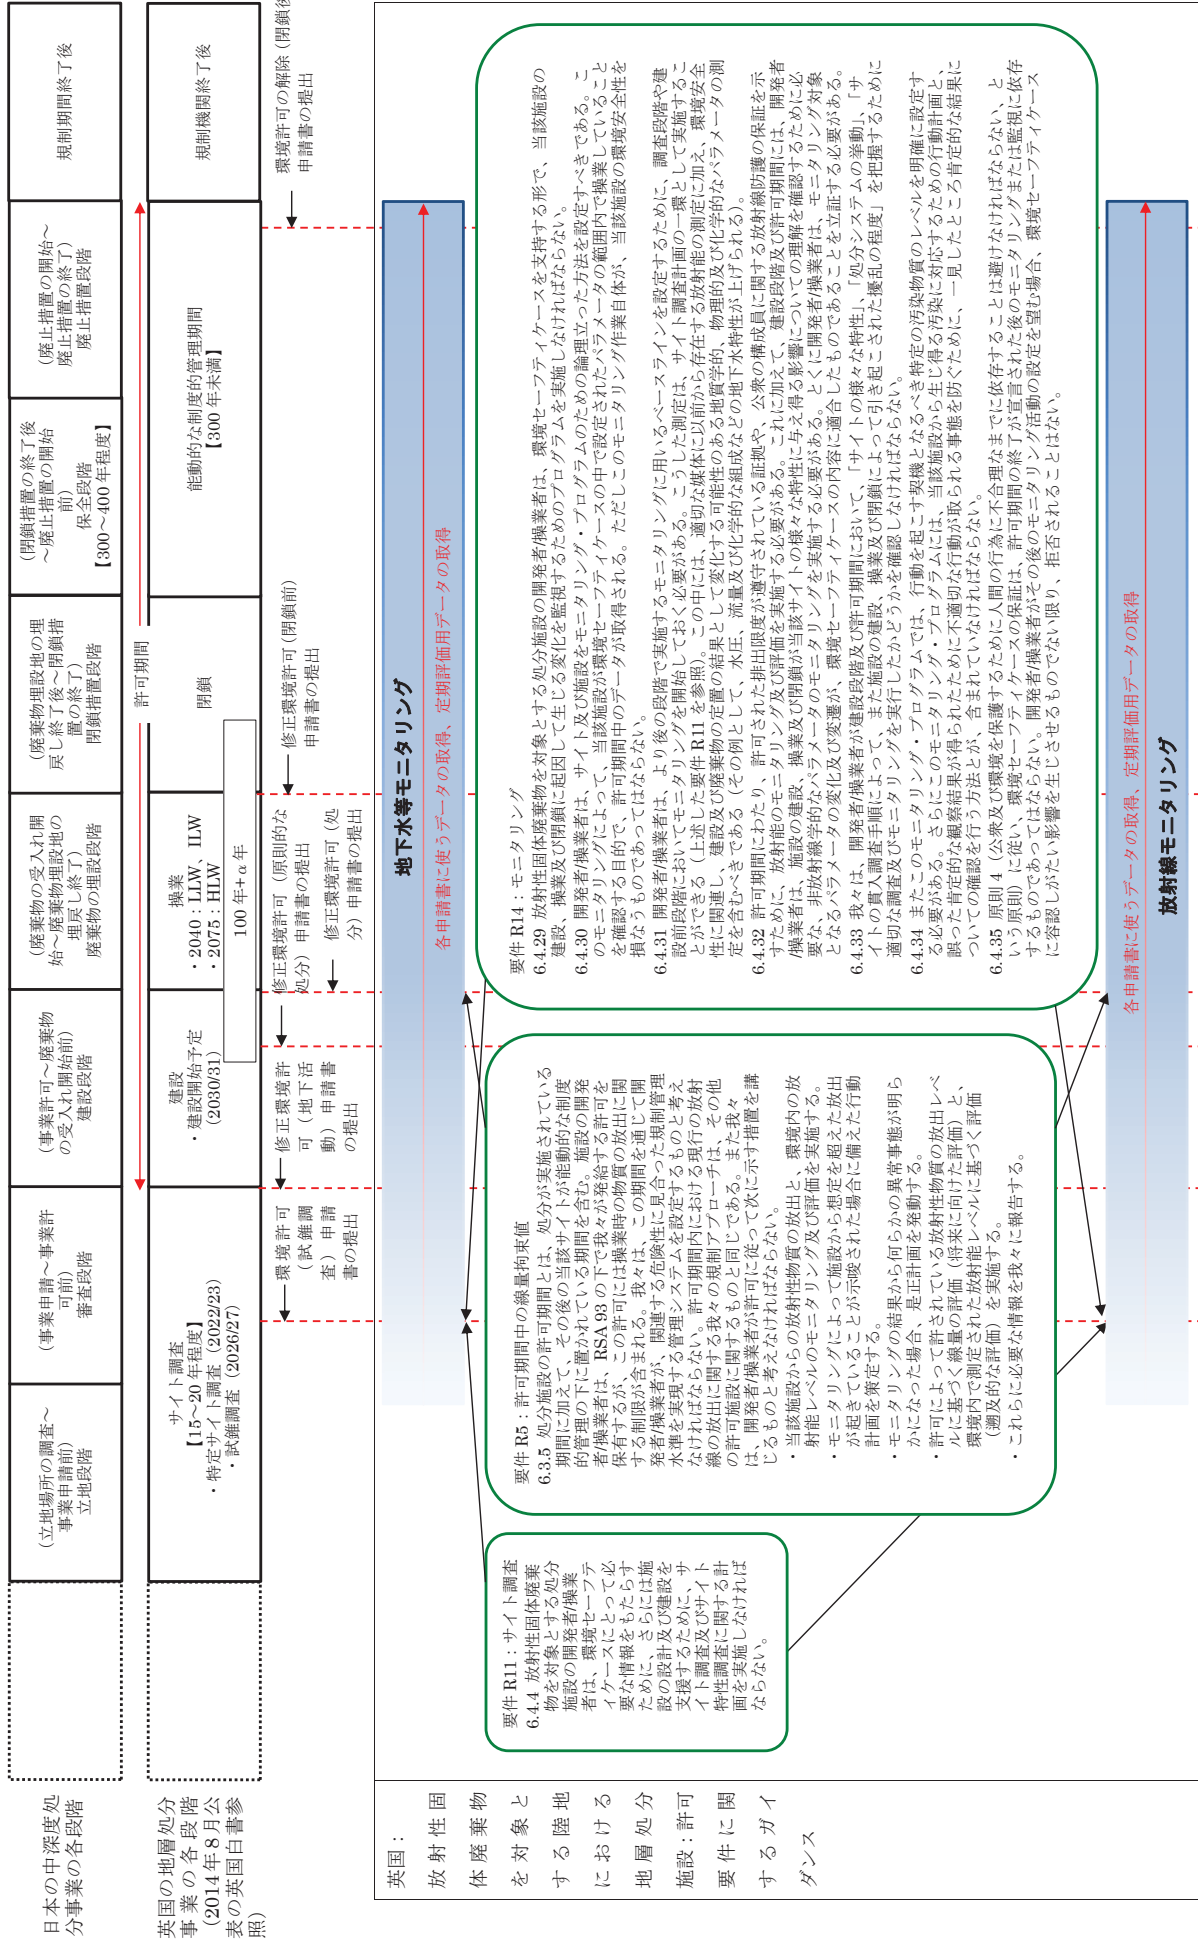 日本の中深度処
分事業の各段階
(立地場所の調査～
事業申請前)
立地段階
(事業申請～事業許
可前)
審査段階
(事業許可～廃棄物
の受入れ開始前)
建設段階
(廃棄物の受け入れ開
始～廃棄物埋設地の
埋戻し終了)
廃棄物の埋設段階
(廃棄物埋設地の埋
戻し終了後～閉鎖措
置の終了)
閉鎖措置段階
(閉鎖措置の終了後
～廃止措置の開始
前)
保全段階
【300～400 年程度】
(廃止措置の開始～
廃止措置の終了)
廃止措置段階
規制期間終了後
許可期間
英国の地層処分
事業の各段階
(2014 年 8 月公
表の英国白書参
照)
サイト調査
【15～20 年程度】
・特定サイト調査 (2022/23)
・試錐調査 (2026/27)
建設
・建設開始予定
(2030/31)
操業
・2040：LLW、ILW
・2075：HLW
100 年+α年
閉鎖
能動的な制度的管理期間
【300 年未満】
規制機関終了後
環境許可
(試錐調
査) 申請
書の提出
修正環境許
可 (地下活
動) 申請書
の提出
修正環境許可 (原則的な
処分) 申請書の提出
修正環境許可 (処
分) 申請書の提出
修正環境許可 (閉鎖前)
申請書の提出
環境許可の解除 (閉鎖後
申請書の提出
英国：
放射性固
体廃棄物
を対象と
する陸地
における
地層処分
施設：許可
要件に関
するガイ
ダンス
地下水等モニタリング
各申請書に使うデータの取得、定期評価用データの取得
要件 R11：サイト調査
6.4.4 放射性固体廃棄
物を対象とする処分
施設の開発者/操業
者は、環境セーフテ
ィケースにとって必
要な情報をもたらす
ために、さらには施
設の設計及び建設を
支援するために、サ
イト調査及びサイト
特性調査に関する計
画を実施しなければ
ならない。
要件 R5：許可期間中の線量拘束値
6.3.5 処分施設の許可期間とは、処分が実施されている
期間に加えて、その後の当該サイトが能動的な制度
的管理の下に置かれている期間を含む。施設の開発
者/操業者は、RSA 93 の下で我々が発給する許可を
保有するが、この許可には操業時の物質の放出に関
する制限が含まれる。我々は、この期間を通じて開
発者/操業者が、関連する危険性に見合った規制管理
水準を実現する管理システムを設定するものと考え
なければならない。許可期間内における現行の放射
線の放出に関する我々の規制アプローチは、その他
の許可施設に関するものと同じである。また我々
は、開発者/操業者が許可に従って次に示す措置を講
じるものと考えなければならない。
・当該施設からの放射性物質の放出と、環境内の放
射能レベルのモニタリング及び評価を実施する。
・モニタリングによって施設から想定を超えた放出
が起きていることが示唆された場合に備えた行動
計画を策定する。
・モニタリングの結果から何らかの異常事態が明ら
かになった場合、是正計画を発動する。
・許可によって許されている放射性物質の放出レベ
ルに基づく線量の評価 (将来に向けた評価) と、
環境内で測定された放射能レベルに基づく評価
(遡及的な評価) を実施する。
・これらに必要な情報を我々に報告する。
要件 R14：モニタリング
6.4.29 放射性固体廃棄物を対象とする処分施設の開発者/操業者は、環境セーフティケースを支持する形で、当該施設の
建設、操業及び閉鎖に起因して生じる変化を監視するためのプログラムを実施しなければならない。
6.4.30 開発者/操業者は、サイト及び施設をモニタリング・プログラムのための論理立った方法を設定すべきである。こ
のモニタリングによって、当該施設が環境セーフティケースの中で設定されたパラメータの範囲内で操業していること
を確認する目的で、許可期間中のデータが取得される。ただしこのモニタリング作業自体が、当該施設の環境安全性を
損なうものであってはならない。
6.4.31 開発者/操業者は、より後の段階で実施するモニタリングに用いるベースラインを設定するために、調査段階や建
設前段階においてモニタリングを開始しておく必要がある。こうした測定は、サイト調査計画の一環として実施するこ
とができる (上述した要件 R11 を参照)。この中には、適切な媒体に以前から存在する放射能の測定に加え、環境安全
性に関連し、建設及び廃棄物の定置の結果として変化する可能性のある地質学的、物理的及び化学的なパラメータの測
定を含むべきである (その例として、水圧、流量及び化学的な組成などの地下水特性が上げられる)。
6.4.32 許可期間にわたり、許可された排出限度が遵守されている証拠や、公衆の構成員に関する放射線防護の保証を示
すために、放射能のモニタリング及び評価を実施する必要がある。これに加えて、建設段階及び許可期間には、開発者
/操業者は、施設の建設、操業及び閉鎖が当該サイトの様々な特性に与え得る影響についての理解を確認するために必
要な、非放射線学的なパラメータのモニタリングを実施する必要がある。とくに開発者/操業者は、モニタリング対象
となるパラメータの変化及び変遷が、環境セーフティケースの内容に適合したものであることを立証する必要がある。
6.4.33 我々は、開発者/操業者が建設段階及び許可期間において、「サイトの様々な特性」、「処分システムの挙動」、「サ
イトの貫入調査手順によって、また施設の建設、操業及び閉鎖によって引き起こされた擾乱の程度」を把握するために
適切な調査及びモニタリングを実行したかどうかを確認しなければならない。
6.4.34 またこのモニタリング・プログラムでは、行動を起こす契機となるべき特定の汚染物質のレベルを明確に設定す
る必要がある。さらにこのモニタリング・プログラムには、当該施設から生じ得る汚染に対応するための行動計画と、
誤った肯定的な観察結果が得られたために不適切な行動が取られる事態を防ぐために、一見したところ肯定的な結果に
ついての確認を行う方法とが、含まれていなければならない。
6.4.35 原則 4 (公衆及び環境を保護するために人間の行為に不合理なまでに依存することは避けなければならない、と
いう原則) に従い、環境セーフティケースの保証は、許可期間の終了が宣言された後のモニタリングまたは監視に依存
するものであってはならない。開発者/操業者がその後のモニタリング活動の設定を望む場合、環境セーフティケース
に容認しがたい影響を生じさせるものでない限り、拒否されることはない。
各申請書に使うデータの取得、定期評価用データの取得
放射線モニタリング